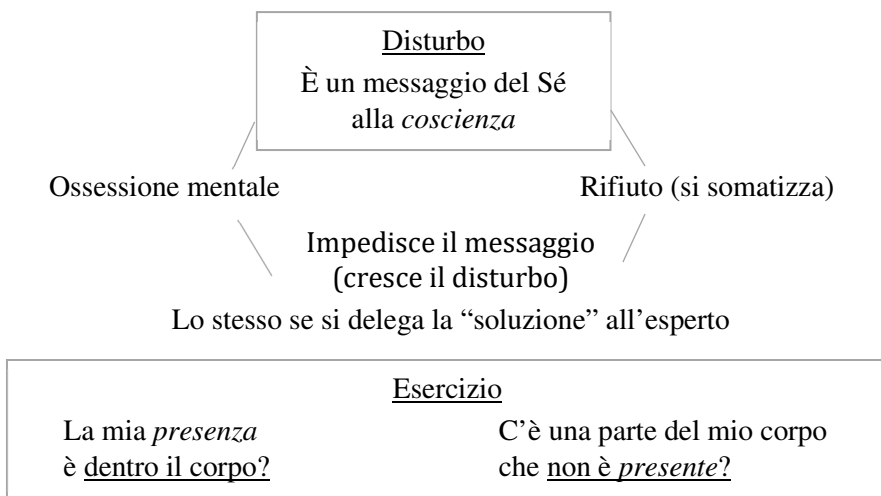 Disturbo
È un messaggio del Sé
alla coscienza
Ossessione mentale
Rifiuto (si somatizza)
Impedisce il messaggio
(cresce il disturbo)
Lo stesso se si delega la “soluzione” all’esperto
Esercizio
La mia presenza
è dentro il corpo?
C’è una parte del mio corpo
che non è presente?